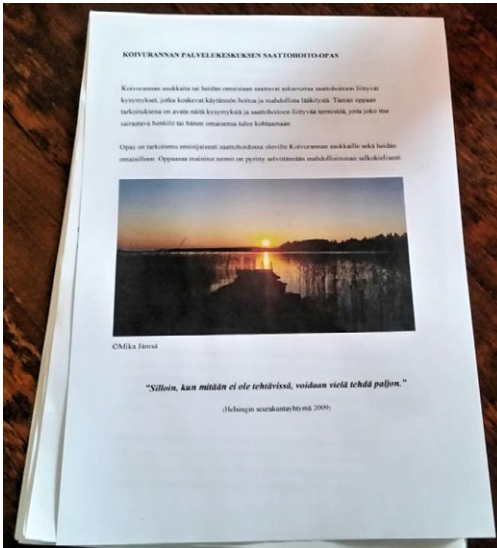 KOIVURANNAN PALVELUKESKUKSEN SAATTOHOITO-OPAS
Koivurannan asukkaita tai heidän omaisiaan saattavat askarruttaa saattohoitoon liittyvät
kysymykset, jotka koskevat käytännön hoitoa ja mahdollista lääkitystä. Tämän oppaan
tarkoituksena on avata näitä kysymyksiä ja saattohoitoon liittyvää termistöä, joita joko itse
sairastava henkilö tai hänen omaisensa tulee kohtaamaan.
Opas on tarkoitettu ensisijaisesti saattohoidossa oleville Koivurannan asukkaille sekä heidän
omaisilleen. Oppaassa mainitut termit on pyritty selvittämään mahdollisimman selkokielisesti.
©Mika Jämsä
"Silloin, kun mitään ei ole tehtävissä, voidaan vielä tehdä paljon."
(Helsingin seurakuntayhtymä 2009)